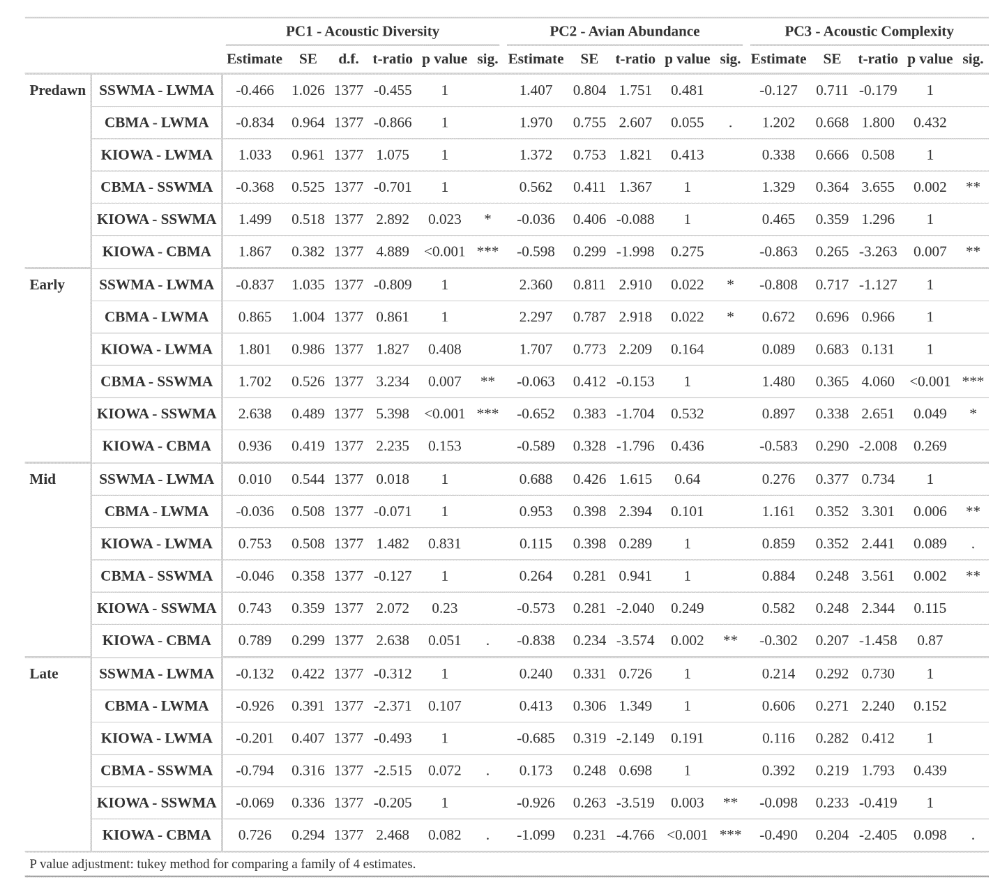 PC1 - Acoustic Diversity PC2 - Avian Abundance PC3 - Acoustic Complexity
Estimate SE d.f. t-ratio p value sig. Estimate SE t-ratio p value sig. Estimate SE t-ratio p value sig.
Predawn SSWMA - LWMA -0.466 1.026 1377 -0.455 1 1.407 0.804 1.751 0.481 -0.127 0.711 -0.179 1
CBMA - LWMA -0.834 0.964 1377 -0.866 1 1.970 0.755 2.607 0.055 . 1.202 0.668 1.800 0.432
KIOWA - LWMA 1.033 0.961 1377 1.075 1 1.372 0.753 1.821 0.413 0.338 0.666 0.508 1
CBMA - SSWMA -0.368 0.525 1377 -0.701 1 0.562 0.411 1.367 1 1.329 0.364 3.655 0.002 **
KIOWA - SSWMA 1.499 0.518 1377 2.892 0.023 * -0.036 0.406 -0.088 1 0.465 0.359 1.296 1
KIOWA - CBMA 1.867 0.382 1377 4.889 <0.001 *** -0.598 0.299 -1.998 0.275 -0.863 0.265 -3.263 0.007 **
Early SSWMA - LWMA -0.837 1.035 1377 -0.809 1 2.360 0.811 2.910 0.022 * -0.808 0.717 -1.127 1
CBMA - LWMA 0.865 1.004 1377 0.861 1 2.297 0.787 2.918 0.022 * 0.672 0.696 0.966 1
KIOWA - LWMA 1.801 0.986 1377 1.827 0.408 1.707 0.773 2.209 0.164 0.089 0.683 0.131 1
CBMA - SSWMA 1.702 0.526 1377 3.234 0.007 ** -0.063 0.412 -0.153 1 1.480 0.365 4.060 <0.001 ***
KIOWA - SSWMA 2.638 0.489 1377 5.398 <0.001 *** -0.652 0.383 -1.704 0.532 0.897 0.338 2.651 0.049 *
KIOWA - CBMA 0.936 0.419 1377 2.235 0.153 -0.589 0.328 -1.796 0.436 -0.583 0.290 -2.008 0.269
Mid SSWMA - LWMA 0.010 0.544 1377 0.018 1 0.688 0.426 1.615 0.64 0.276 0.377 0.734 1
CBMA - LWMA -0.036 0.508 1377 -0.071 1 0.953 0.398 2.394 0.101 1.161 0.352 3.301 0.006 **
KIOWA - LWMA 0.753 0.508 1377 1.482 0.831 0.115 0.398 0.289 1 0.859 0.352 2.441 0.089 .
CBMA - SSWMA -0.046 0.358 1377 -0.127 1 0.264 0.281 0.941 1 0.884 0.248 3.561 0.002 **
KIOWA - SSWMA 0.743 0.359 1377 2.072 0.23 -0.573 0.281 -2.040 0.249 0.582 0.248 2.344 0.115
KIOWA - CBMA 0.789 0.299 1377 2.638 0.051 . -0.838 0.234 -3.574 0.002 ** -0.302 0.207 -1.458 0.87
Late SSWMA - LWMA -0.132 0.422 1377 -0.312 1 0.240 0.331 0.726 1 0.214 0.292 0.730 1
CBMA - LWMA -0.926 0.391 1377 -2.371 0.107 0.413 0.306 1.349 1 0.606 0.271 2.240 0.152
KIOWA - LWMA -0.201 0.407 1377 -0.493 1 -0.685 0.319 -2.149 0.191 0.116 0.282 0.412 1
CBMA - SSWMA -0.794 0.316 1377 -2.515 0.072 . 0.173 0.248 0.698 1 0.392 0.219 1.793 0.439
KIOWA - SSWMA -0.069 0.336 1377 -0.205 1 -0.926 0.263 -3.519 0.003 ** -0.098 0.233 -0.419 1
KIOWA - CBMA 0.726 0.294 1377 2.468 0.082 . -1.099 0.231 -4.766 <0.001 *** -0.490 0.204 -2.405 0.098 .
P value adjustment: tukey method for comparing a family of 4 estimates.